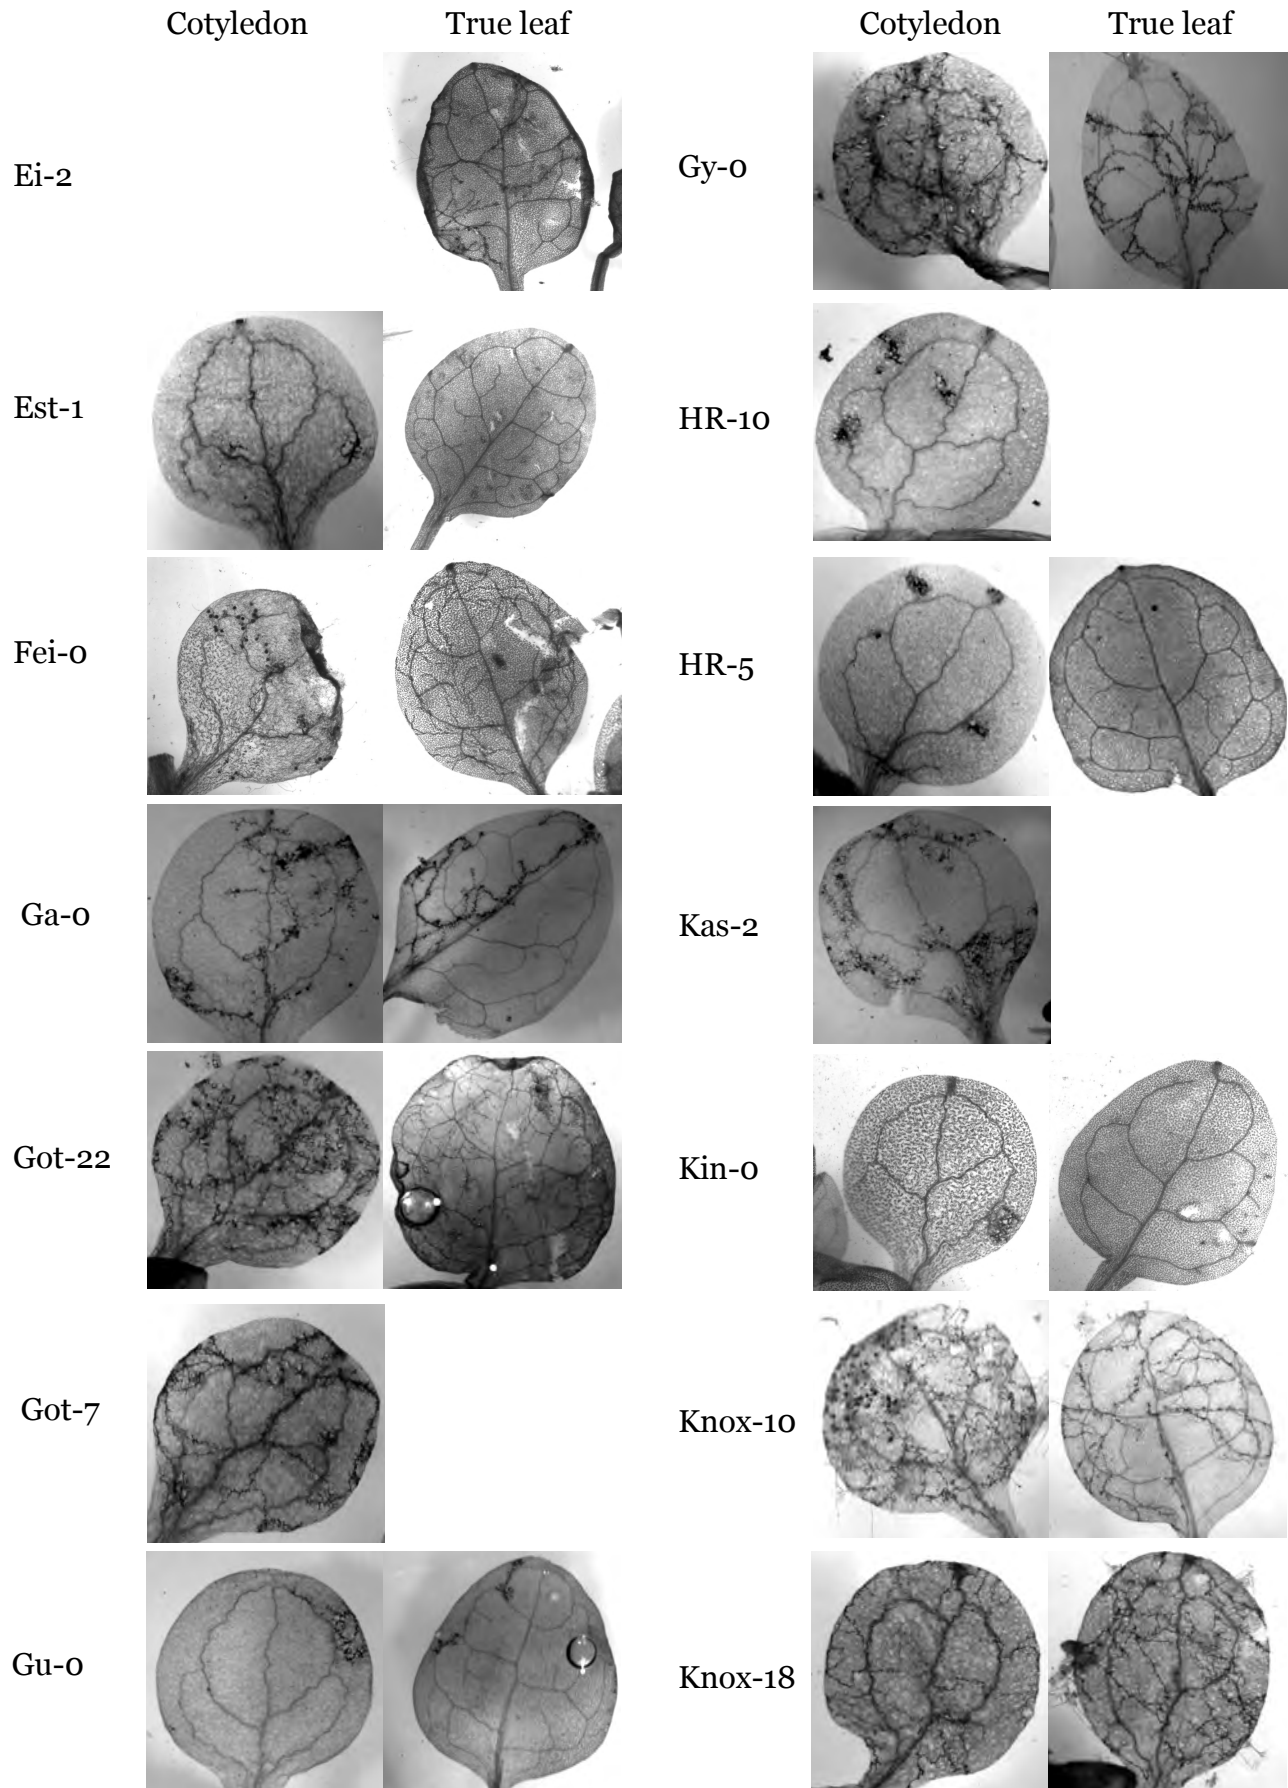 Cotyledon True leaf Cotyledon True leaf
Ei-2 Gy-0
Est-1 HR-10
Fei-0 HR-5
Ga-0 Kas-2
Got-22 Kin-0
Got-7 Knox-10
Gu-0 Knox-18